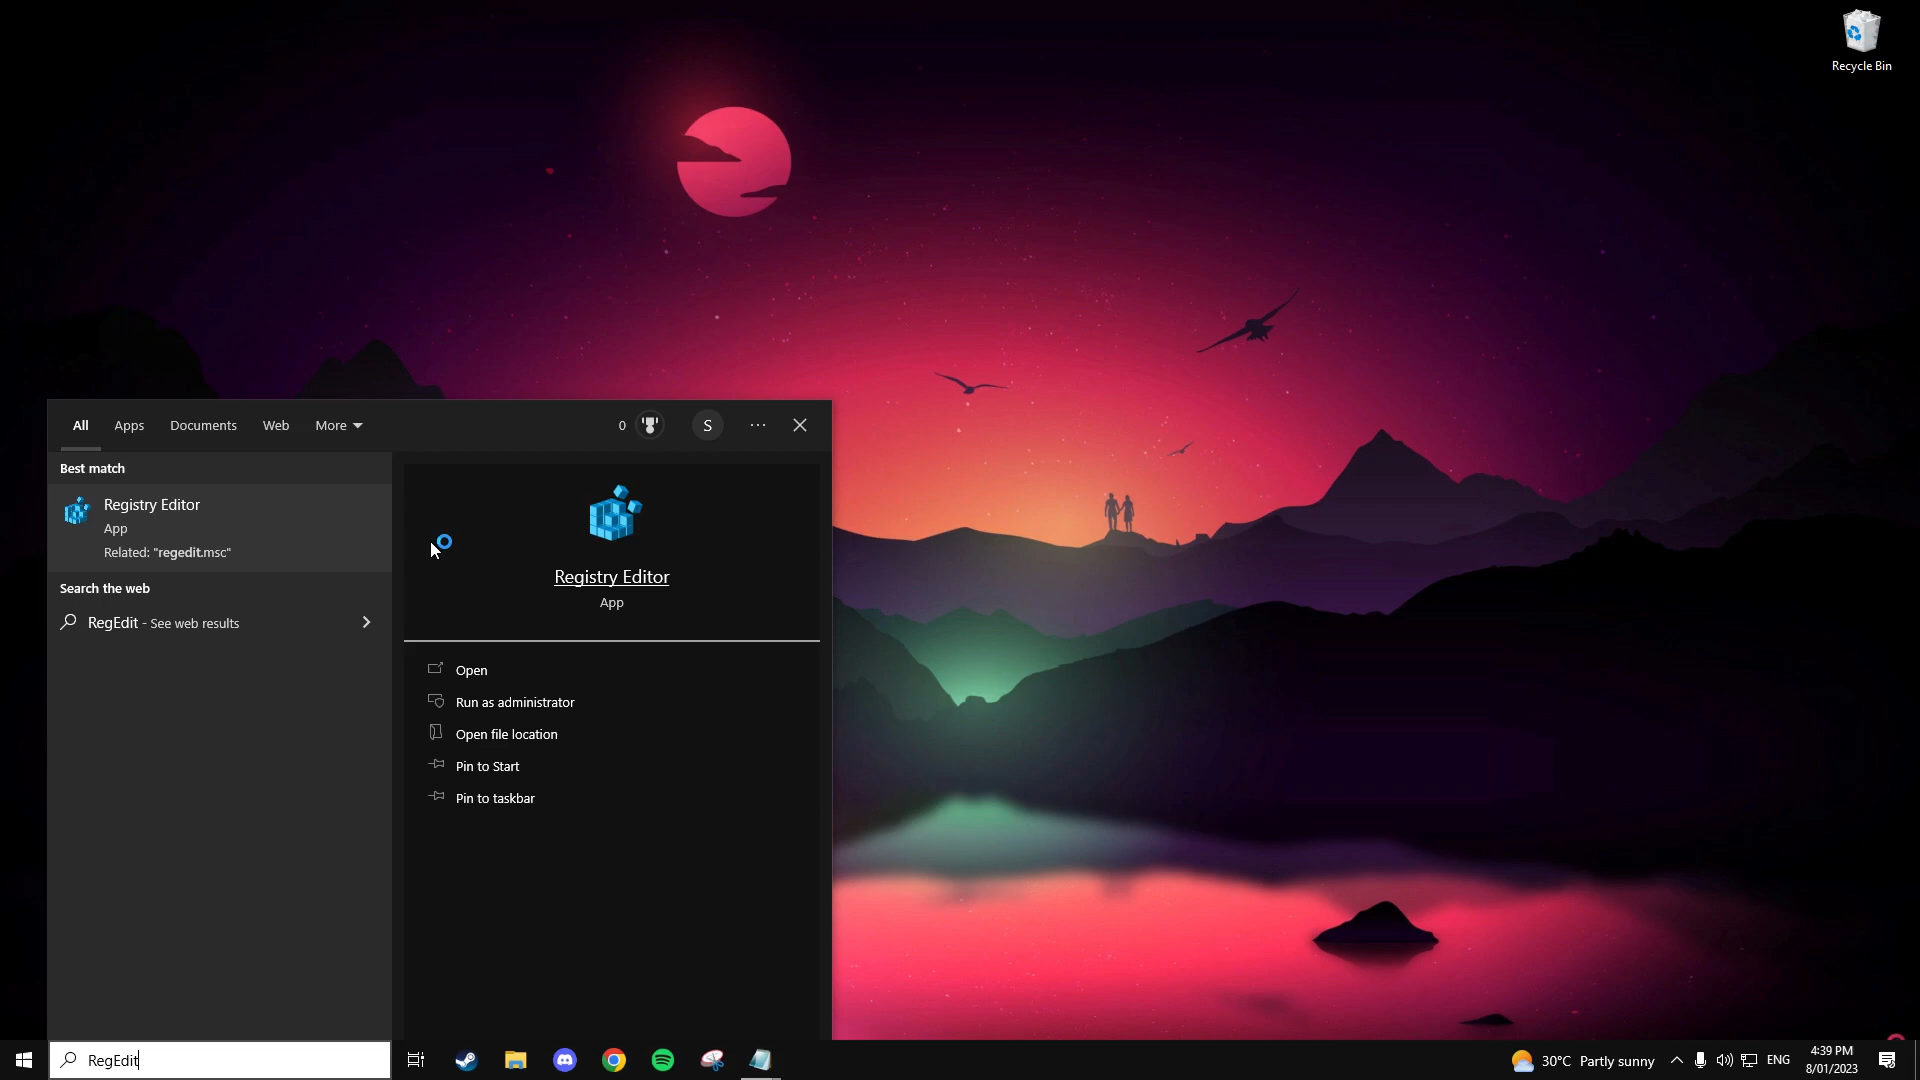 Recycle Bin
All Apps Documents Web More 0 S ···
Best match
Registry Editor
App
Related: "regedit.msc"
Search the web
RegEdit - See web results
Registry Editor
App
Open
Run as administrator
Open file location
Pin to Start
Pin to taskbar
RegEdit
30°C Partly sunny
ENG
4:39 PM
8/01/2023